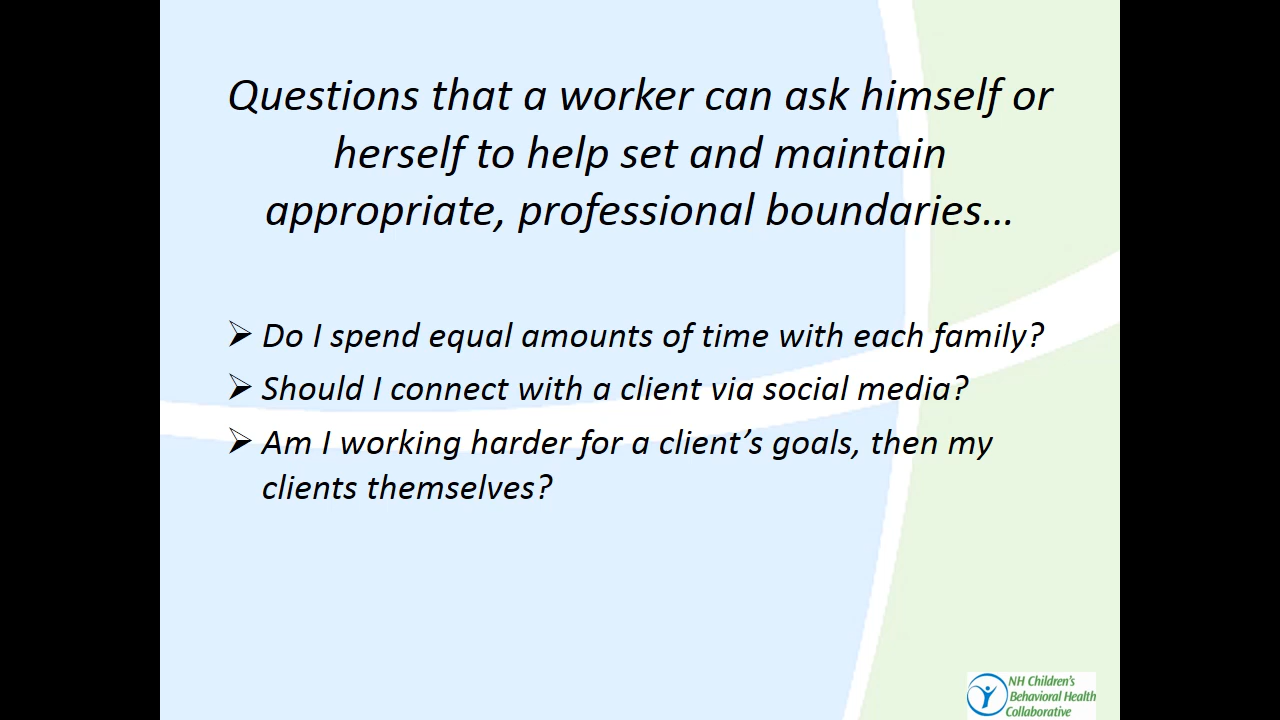 Questions that a worker can ask himself or
herself to help set and maintain
appropriate, professional boundaries…
➢ Do I spend equal amounts of time with each family?
➢ Should I connect with a client via social media?
➢ Am I working harder for a client’s goals, then my
clients themselves?
NH Children's
Behavioral Health
Collaborative